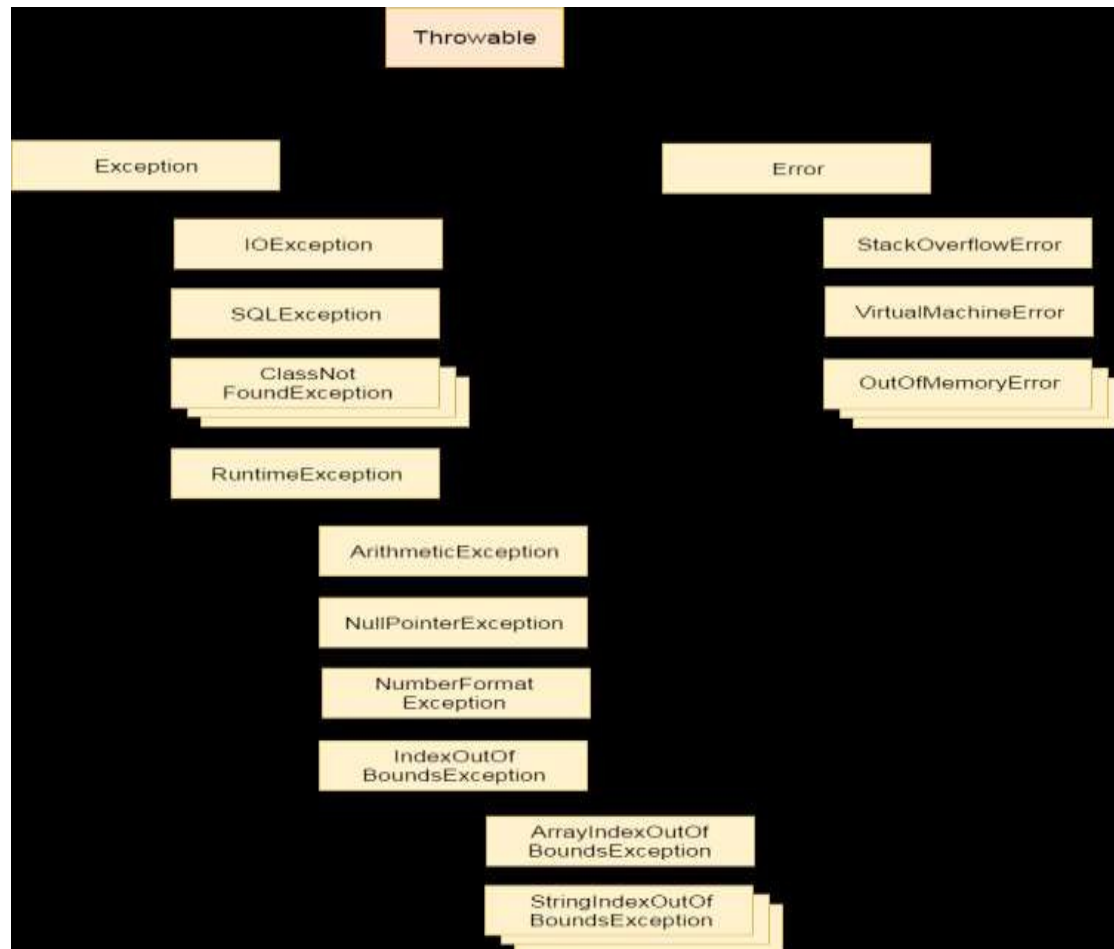 Throwable
Exception
Error
IOException
StackOverflowError
SQLException
VirtualMachineError
ClassNot
FoundException
OutOfMemoryError
RuntimeException
ArithmeticException
NullPointerException
NumberFormat
Exception
IndexOutOf
BoundsException
ArrayIndexOutOf
BoundsException
StringIndexOutOf
BoundsException